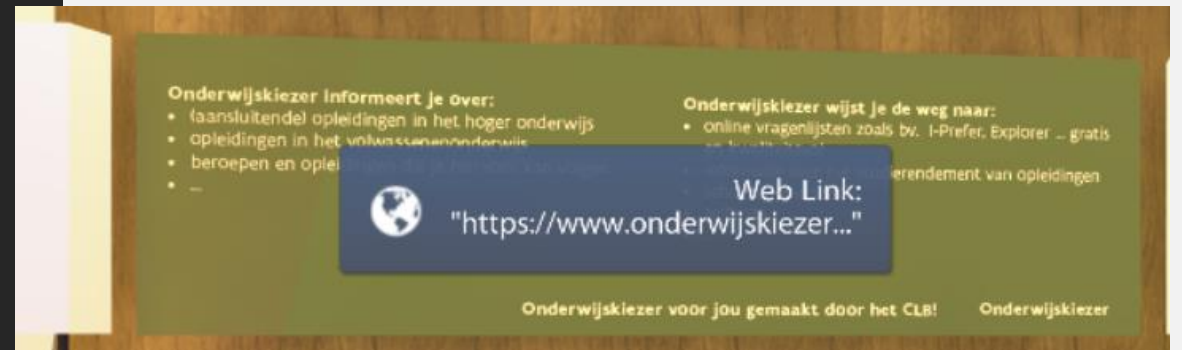 Onderwijskiezer informeert je over:
• (aansluitende) opleidingen in het hoger onderwijs
• opleidingen in het volwassenenonderwijs
• beroepen en oplei
• ...
Onderwijskiezer wijst je de weg naar:
• online vragenlijsten zoals bv. I-Prefer, Explorer ... gratis
erendement van opleidingen
Web Link:
"https://www.onderwijskiezer..."
Onderwijskiezer voor jou gemaakt door het CLB!
Onderwijskiezer